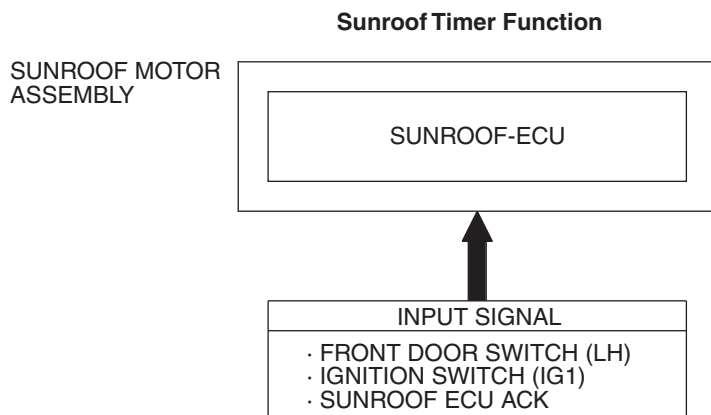 Sunroof Timer Function
SUNROOF MOTOR
ASSEMBLY
SUNROOF-ECU
INPUT SIGNAL
· FRONT DOOR SWITCH (LH)
· IGNITION SWITCH (IG1)
· SUNROOF ECU ACK